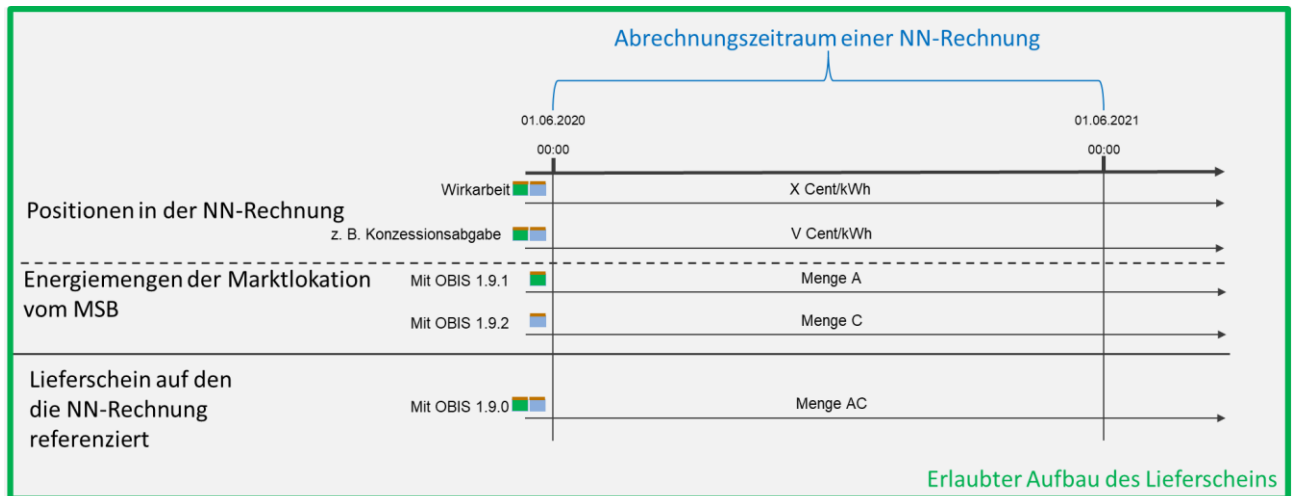 Abrechnungszeitraum einer NN-Rechnung
01.06.2020
01.06.2021
00:00
00:00
Wirkarbeit
X Cent/kWh
Positionen in der NN-Rechnung
z. B. Konzessionsabgabe
V Cent/kWh
Energiemengen der Marktlokation
vom MSB
Mit OBIS 1.9.1
Menge A
Mit OBIS 1.9.2
Menge C
Lieferschein auf den
die NN-Rechnung
referenziert
Mit OBIS 1.9.0
Menge AC
Erlaubter Aufbau des Lieferscheins